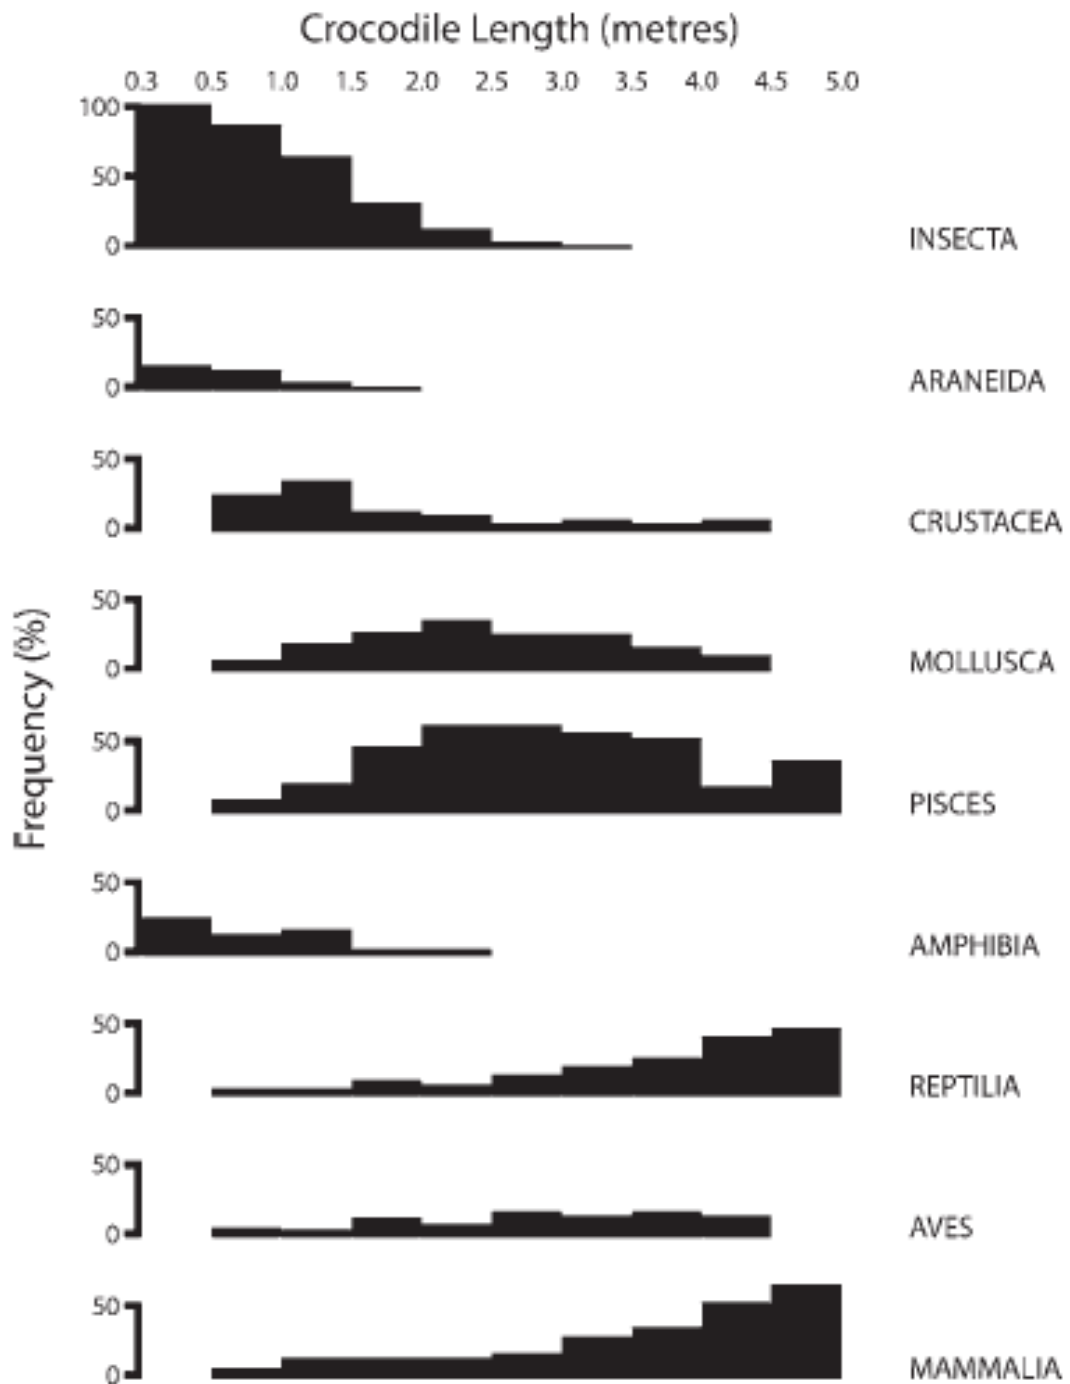 Crocodile Length (metres)
0.3 0.5 1.0 1.5 2.0 2.5 3.0 3.5 4.0 4.5 5.0
100
50
0
INSECTA
50
0
ARANEIDA
50
0
CRUSTACEA
50
0
MOLLUSCA
Frequency (%)
50
0
PISCES
50
0
AMPHIBIA
50
0
REPTILIA
50
0
AVES
50
0
MAMMALIA